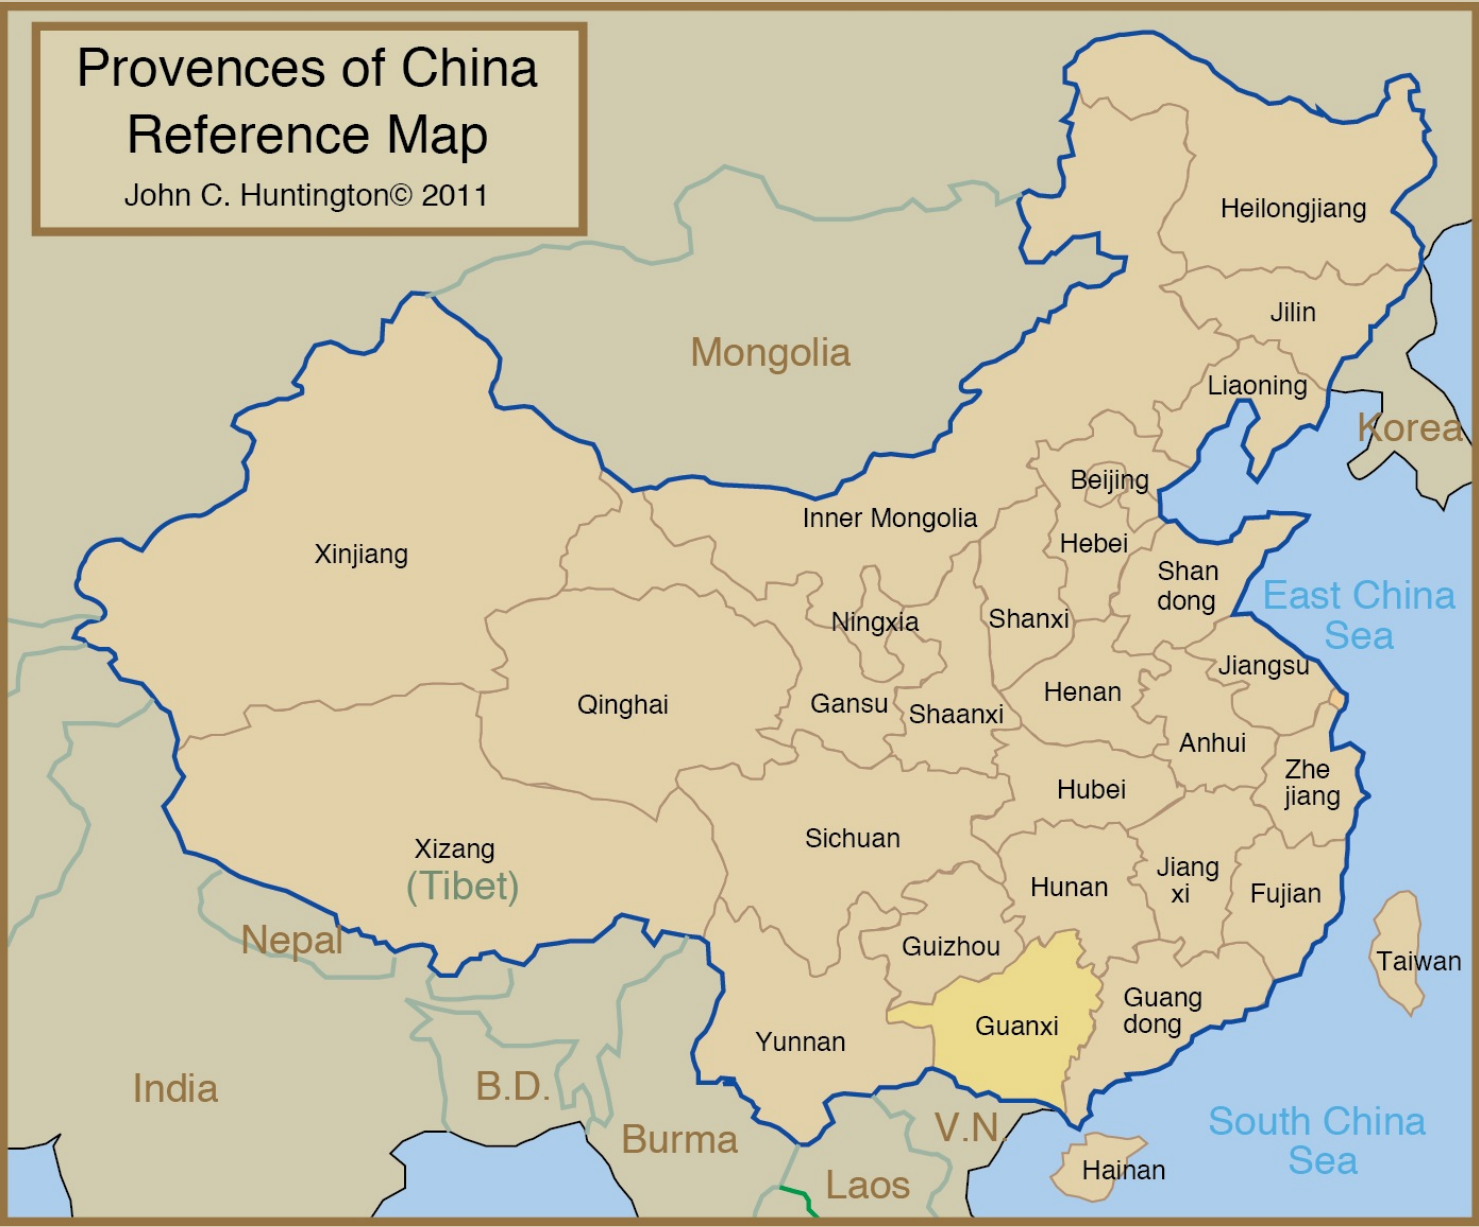 Provences of China
Reference Map
John C. Huntington© 2011
Heilongjiang
Jilin
Mongolia
Liaoning
Korea
Beijing
Inner Mongolia
Hebei
Xinjiang
Shan
dong
East China
Sea
Ningxia
Shanxi
Jiangsu
Qinghai
Gansu
Shaanxi
Henan
Anhui
Zhe
jiang
Hubei
Sichuan
Xizang
(Tibet)
Hunan
Jiang
xi
Fujian
Nepal
Guizhou
Taiwan
Guang
dong
Guanxi
Yunnan
India
B.D.
Burma
V.N.
South China
Sea
Laos
Hainan